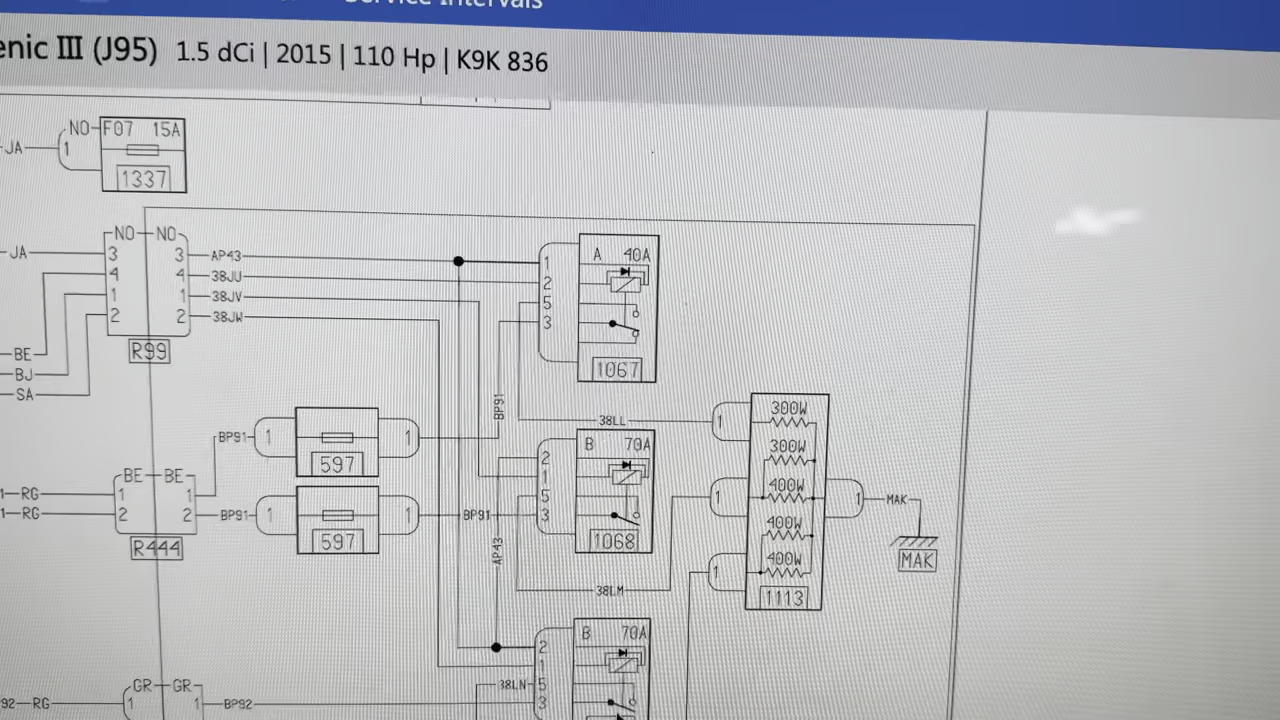 Service Intervals
enic III (J95) 1.5 dCi | 2015 | 110 Hp | K9K 836
NO F07 15A
JA 1
1337
NO NO
JA 3 3 AP43
4 4 38JU
1 1 38JV
2 2 38JW
R99
BE
BJ
SA
A 40A
1
2
5
3
1067
BP91
38LL
BP91 1 1
597
BE BE
1-RG 1 1
1-RG 2 2 BP91 1 1 BP91
597
R444
AP43
B 70A
2
1
5
3
1068
38LM
300W
1
300W
400W
1 1 MAK
400W
400W
1
1113
MAK
B 70A
2
1
38LN 5
3
GR GR
92-RG 1 1 BP92